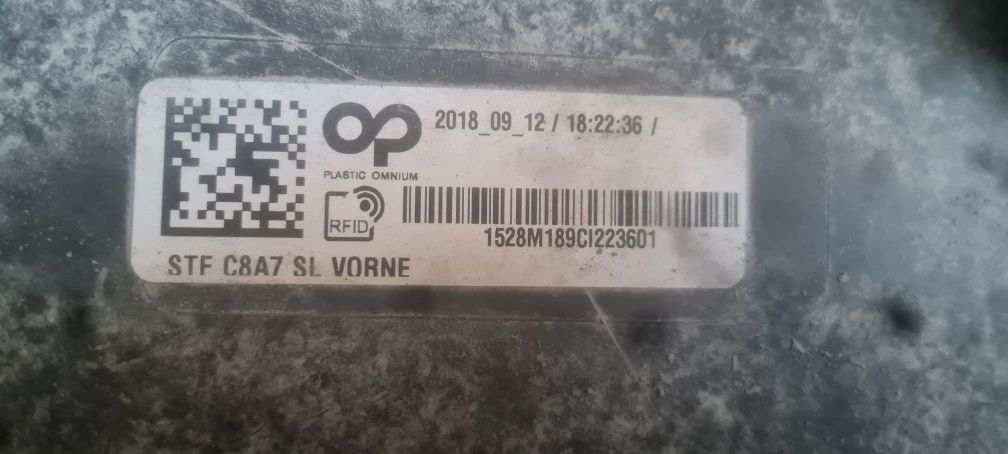 2018_09_12 / 18:22:36 /
OP
PLASTIC OMNIUM
RFID
1528M189CI223601
STF C8A7 SL VORNE